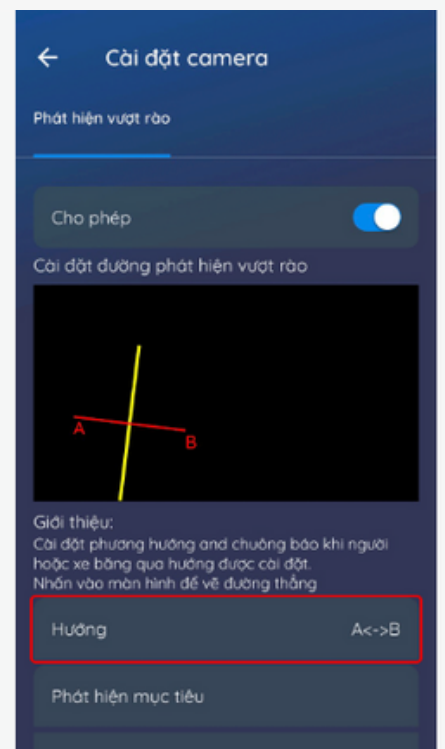 Cài đặt camera
Phát hiện vượt rào
Cho phép
Cài đặt đường phát hiện vượt rào
A
B
Giới thiệu:
Cài đặt phương hướng and chuông báo khi người
hoặc xe băng qua hướng được cài đặt.
Nhấn vào màn hình để vẽ đường thẳng
Hướng A<->B
Phát hiện mục tiêu